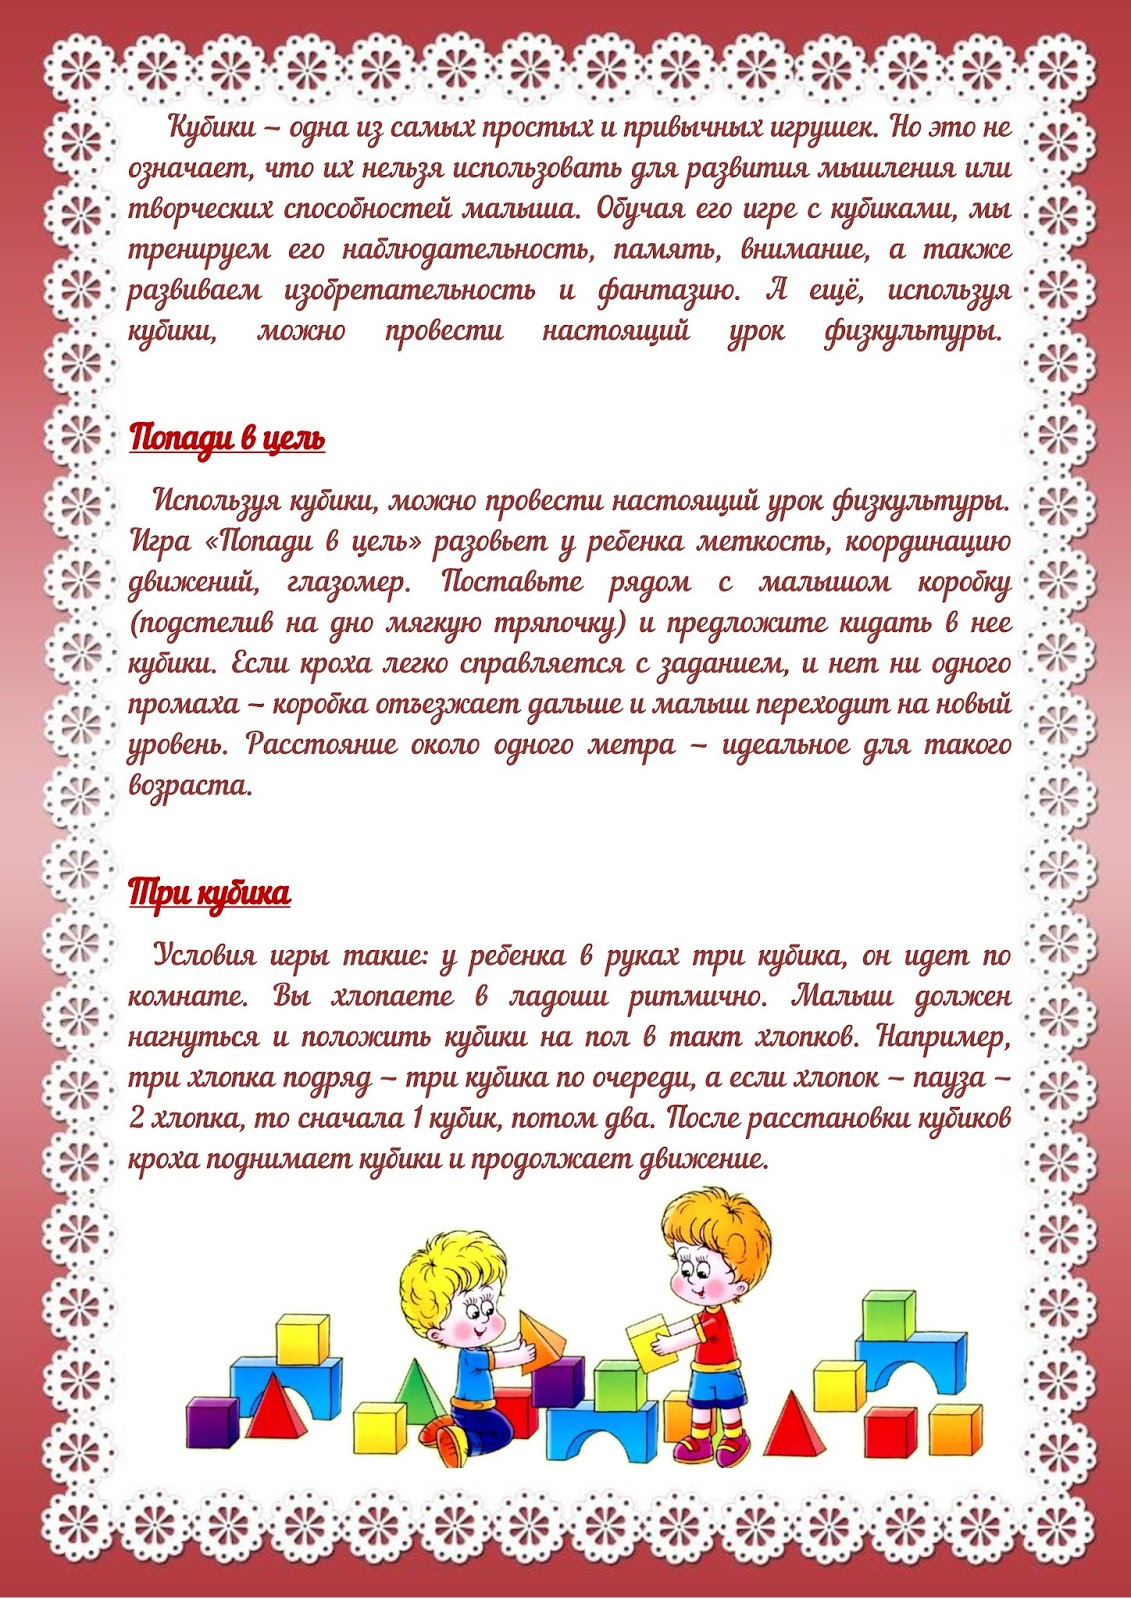 Кубики – одна из самых простых и привычных игрушек. Но это не
означает, что их нельзя использовать для развития мышления или
творческих способностей малыша. Обучая его игре с кубиками, мы
тренируем его наблюдательность, память, внимание, а также
развиваем изобретательность и фантазию. А ещё, используя
кубики, можно провести настоящий урок физкультуры.
Попади в цель
Используя кубики, можно провести настоящий урок физкультуры.
Игра «Попади в цель» разовьет у ребенка меткость, координацию
движений, глазомер. Поставьте рядом с малышом коробку
(подстелив на дно мягкую тряпочку) и предложите кидать в нее
кубики. Если кроха легко справляется с заданием, и нет ни одного
промаха – коробка отъезжает дальше и малыш переходит на новый
уровень. Расстояние около одного метра – идеальное для такого
возраста.
Три кубика
Условия игры такие: у ребенка в руках три кубика, он идет по
комнате. Вы хлопаете в ладоши ритмично. Малыш должен
нагнуться и положить кубики на пол в такт хлопков. Например,
три хлопка подряд – три кубика по очереди, а если хлопок – пауза –
2 хлопка, то сначала 1 кубик, потом два. После расстановки кубиков
кроха поднимает кубики и продолжает движение.